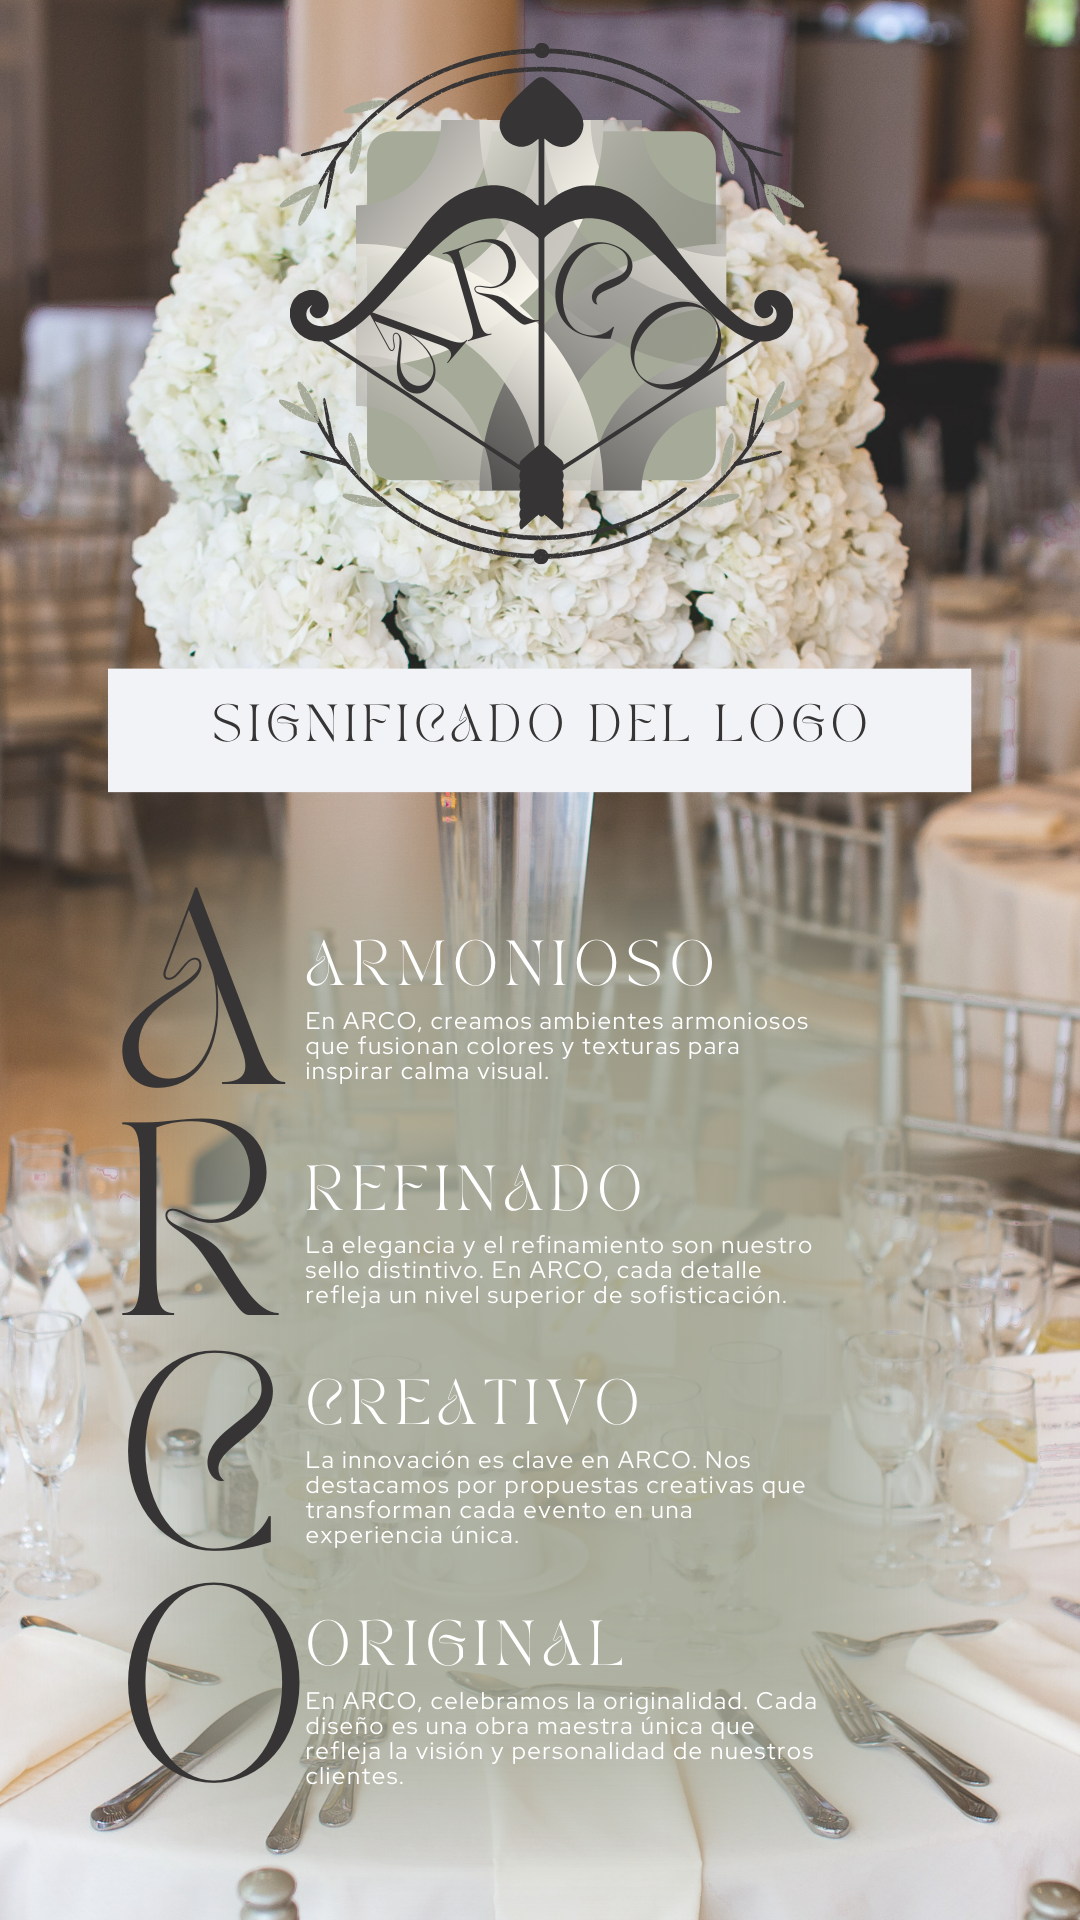 ARCO
SIGNIFICADO DEL LOGO
A
ARMONIOSO
En ARCO, creamos ambientes armoniosos
que fusionan colores y texturas para
inspirar calma visual.
R
REFINADO
La elegancia y el refinamiento son nuestro
sello distintivo. En ARCO, cada detalle
refleja un nivel superior de sofisticación.
C
CREATIVO
La innovación es clave en ARCO. Nos
destacamos por propuestas creativas que
transforman cada evento en una
experiencia única.
O
ORIGINAL
En ARCO, celebramos la originalidad. Cada
diseño es una obra maestra única que
refleja la visión y personalidad de nuestros
clientes.